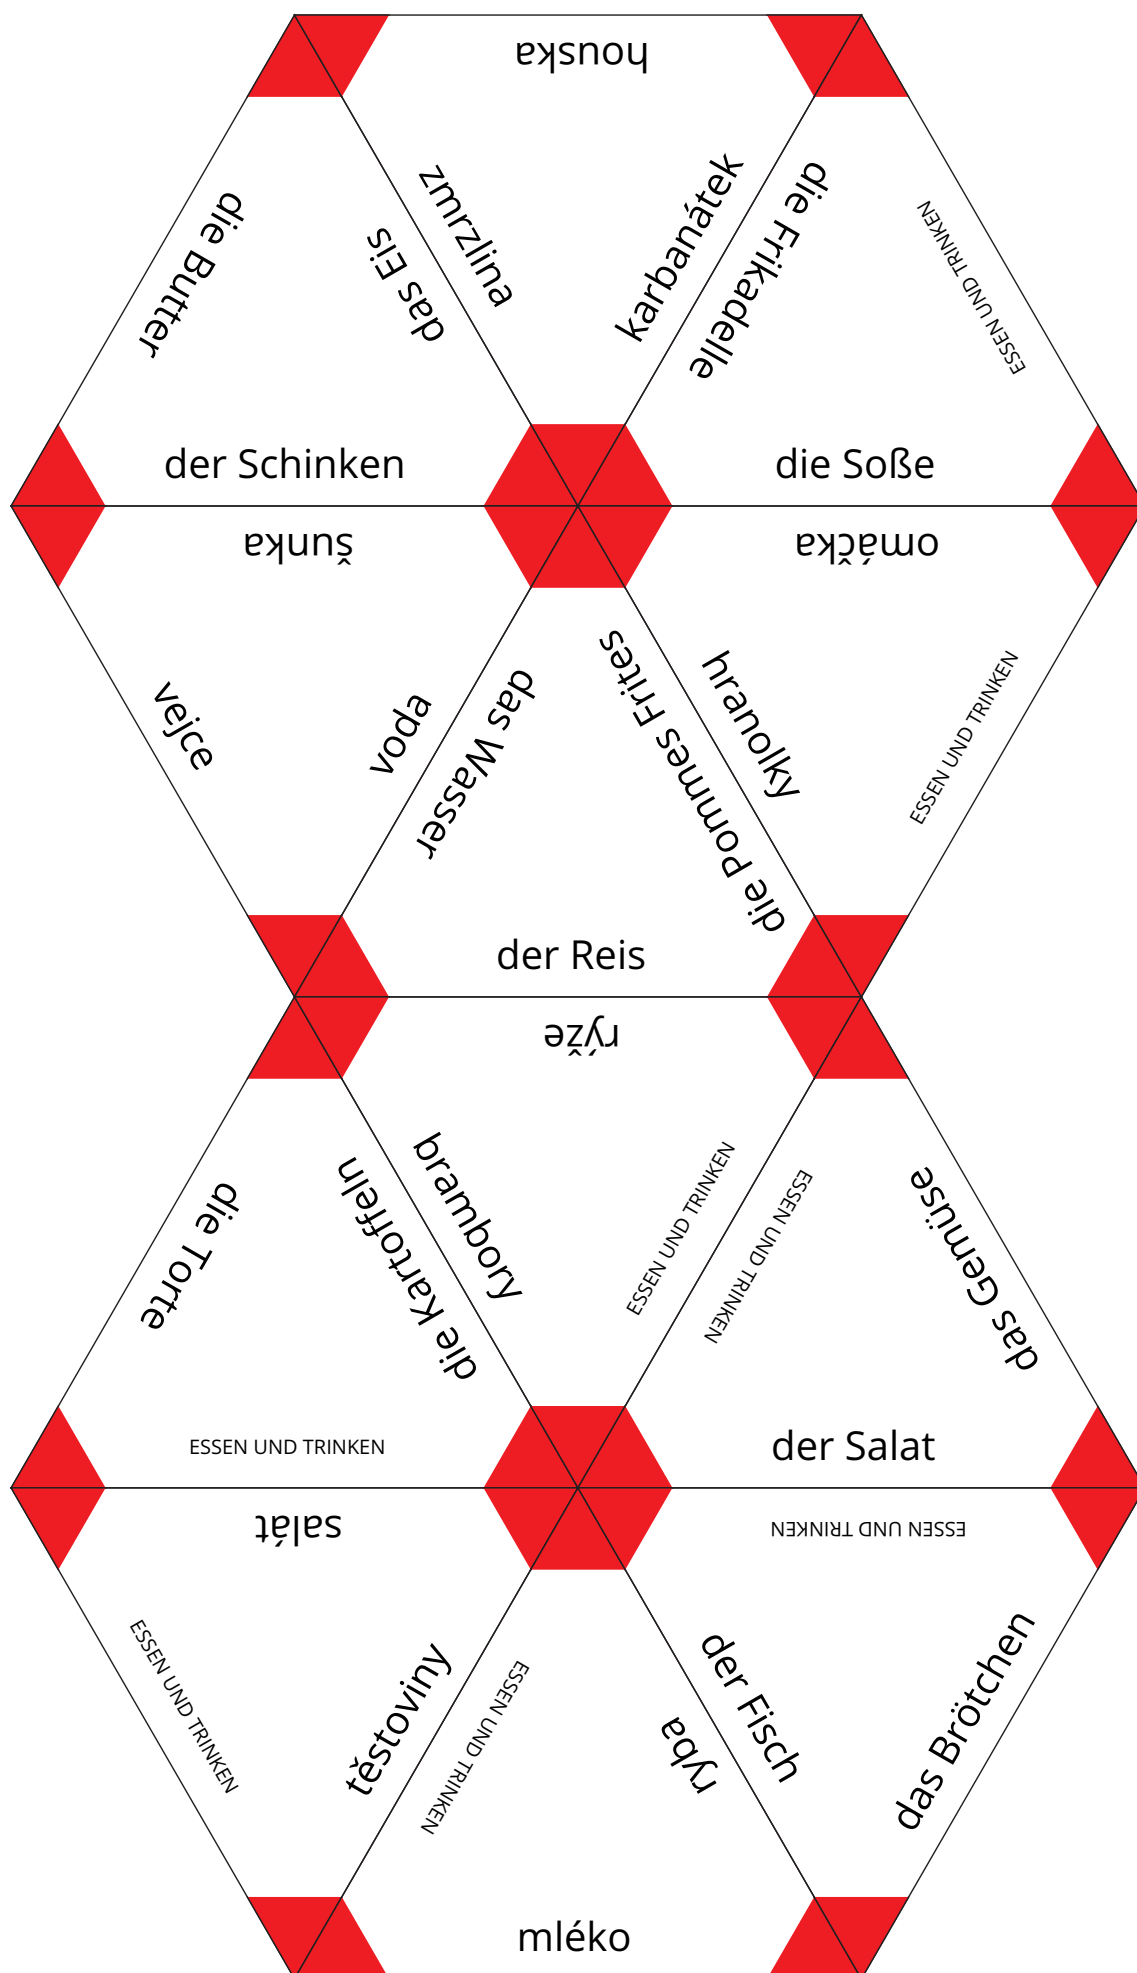 houska
zmrzlina
karbanátek
die Butter
das Eis
die Frikadelle
ESSEN UND TRINKEN
der Schinken
die Soße
šunka
omáčka
vejce
voda
das Wasser
die Pommes Frites
hranolky
ESSEN UND TRINKEN
der Reis
rýže
die Torte
die Kartoffeln
brambory
ESSEN UND TRINKEN
ESSEN UND TRINKEN
das Gemüse
ESSEN UND TRINKEN
der Salat
salát
ESSEN UND TRINKEN
ESSEN UND TRINKEN
těstoviny
ESSEN UND TRINKEN
ryba
der Fisch
das Brötchen
mléko